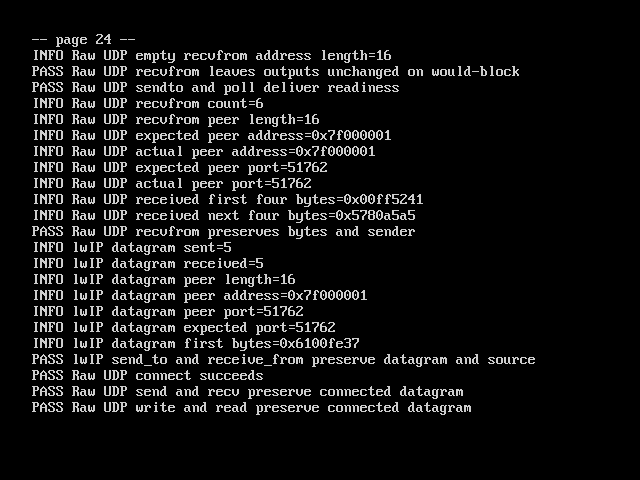 -- page 24 --
INFO Raw UDP empty recvfrom address length=16
PASS Raw UDP recvfrom leaves outputs unchanged on would-block
PASS Raw UDP sendto and poll deliver readiness
INFO Raw UDP recvfrom count=6
INFO Raw UDP recvfrom peer length=16
INFO Raw UDP expected peer address=0x7f000001
INFO Raw UDP actual peer address=0x7f000001
INFO Raw UDP expected peer port=51762
INFO Raw UDP actual peer port=51762
INFO Raw UDP received first four bytes=0x00ff5241
INFO Raw UDP received next four bytes=0x5780a5a5
PASS Raw UDP recvfrom preserves bytes and sender
INFO lwIP datagram sent=5
INFO lwIP datagram received=5
INFO lwIP datagram peer length=16
INFO lwIP datagram peer address=0x7f000001
INFO lwIP datagram peer port=51762
INFO lwIP datagram expected port=51762
INFO lwIP datagram first bytes=0x6100fe37
PASS lwIP send_to and receive_from preserve datagram and source
PASS Raw UDP connect succeeds
PASS Raw UDP send and recv preserve connected datagram
PASS Raw UDP write and read preserve connected datagram